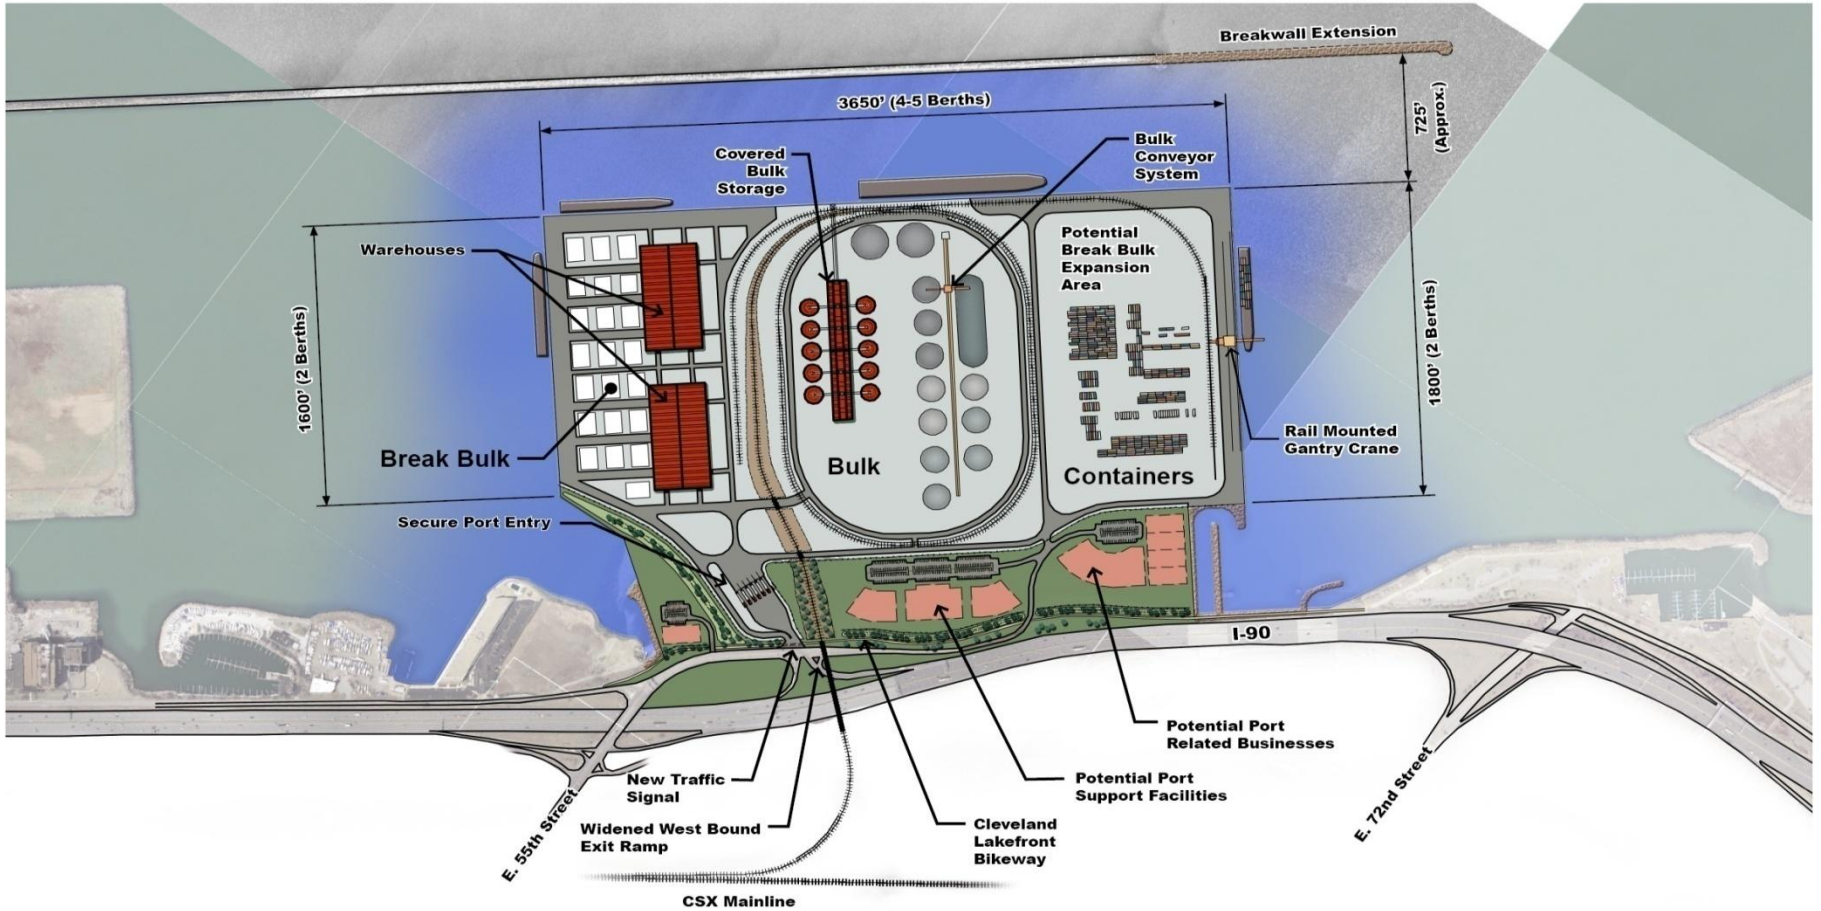 Breakwall Extension
3650' (4-5 Berths)
725'
(Approx.)
Covered
Bulk
Storage
Bulk
Conveyor
System
Warehouses
Potential
Break Bulk
Expansion
Area
1600' (2 Berths)
1800' (2 Berths)
Break Bulk
Bulk
Containers
Rail Mounted
Gantry Crane
Secure Port Entry
I-90
Potential Port
Related Businesses
New Traffic
Signal
Potential Port
Support Facilities
Widened West Bound
Exit Ramp
Cleveland
Lakefront
Bikeway
E. 55th Street
E. 72nd Street
CSX Mainline